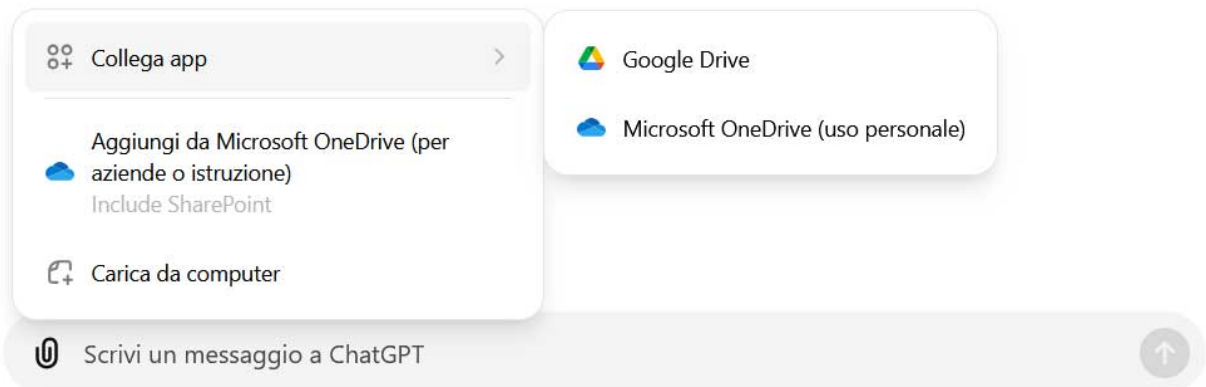 Collega app
Google Drive
Microsoft OneDrive (uso personale)
Aggiungi da Microsoft OneDrive (per
aziende o istruzione)
Include SharePoint
Carica da computer
Scrivi un messaggio a ChatGPT